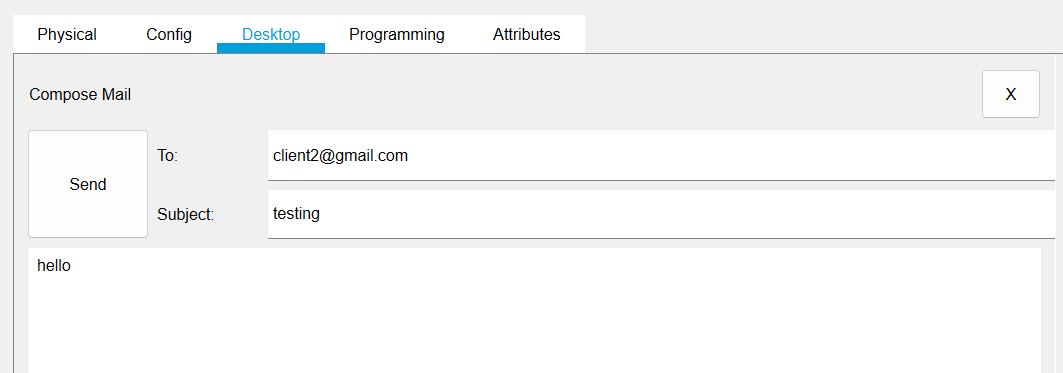 Physical Config Desktop Programming Attributes
Compose Mail X
Send
To: client2@gmail.com
Subject: testing
hello